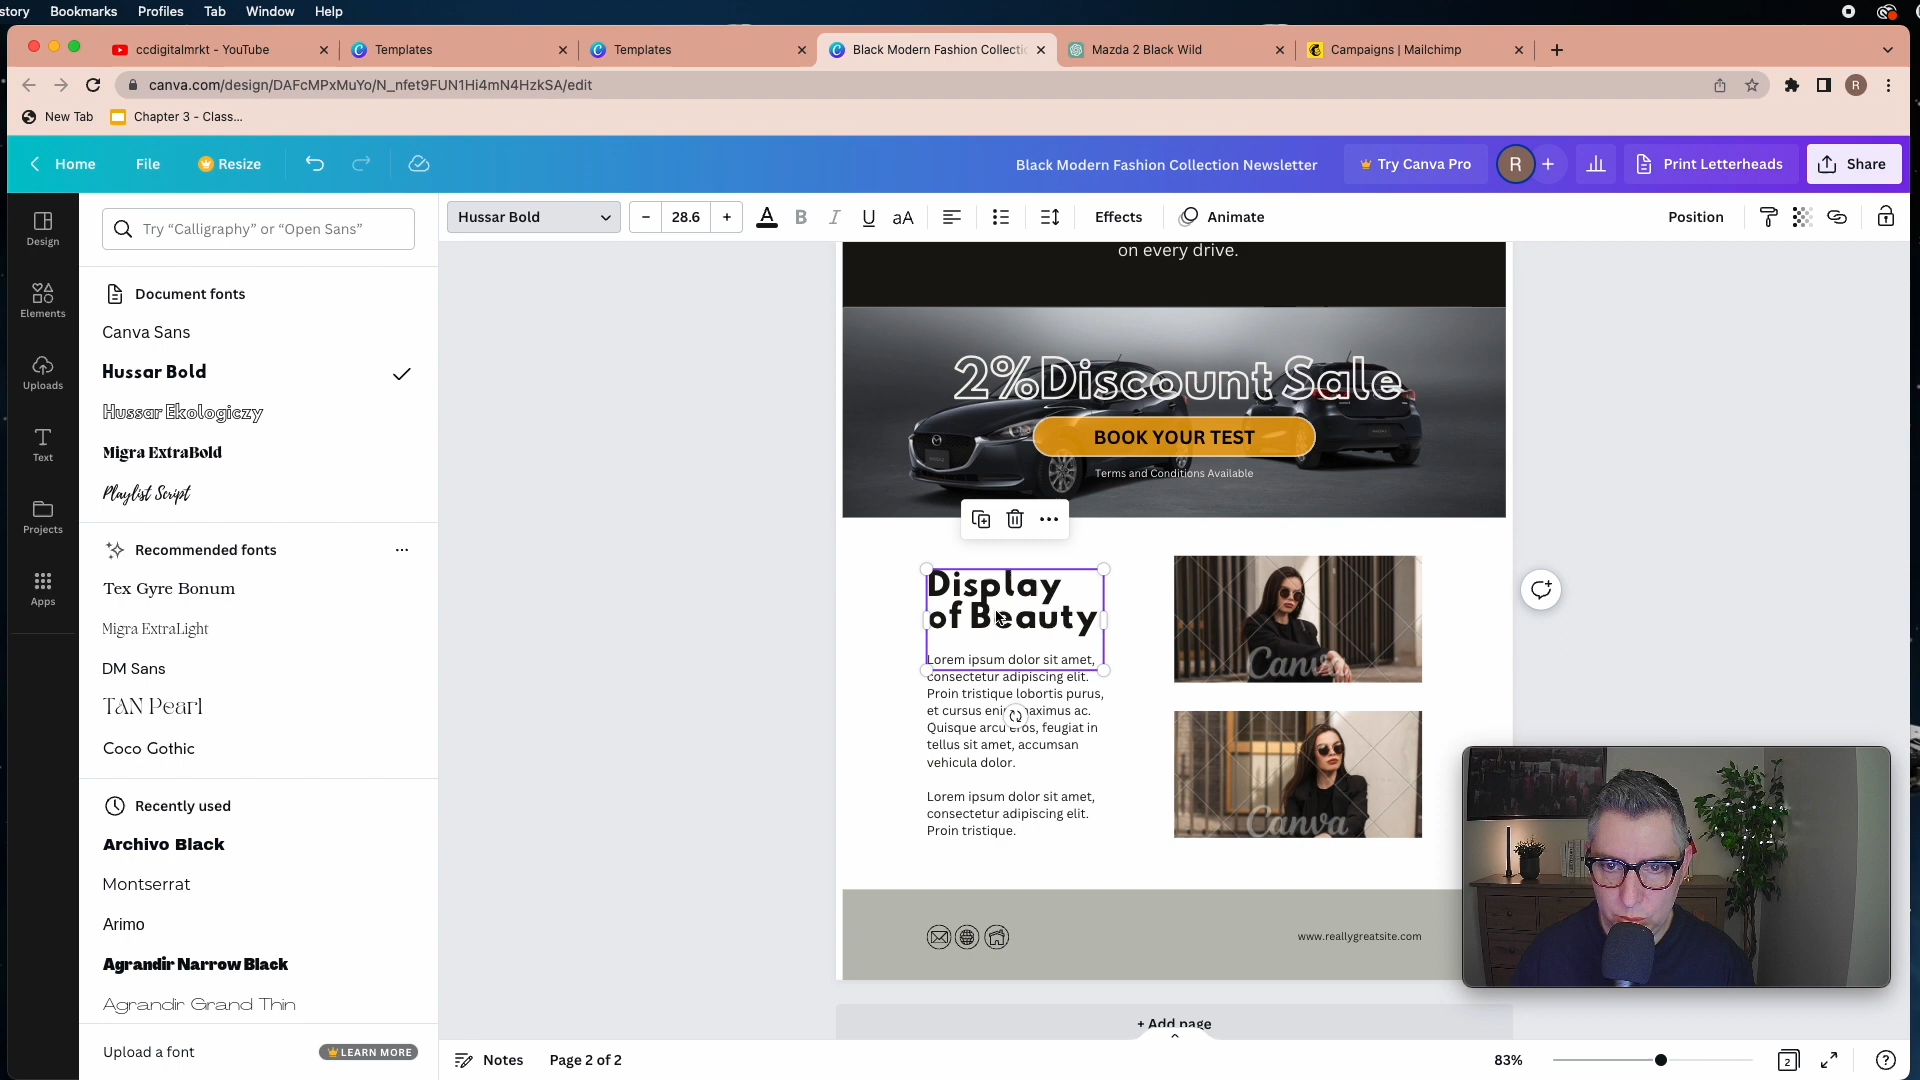 story Bookmarks Profiles Tab Window Help
ccdigitalmrkt - YouTube
Templates
Templates
Black Modern Fashion Collectic
Mazda 2 Black Wild
Campaigns | Mailchimp
canva.com/design/DAFcMPxMuYo/N_nfet9FUN1Hi4mN4HzkSA/edit
R
New Tab
Chapter 3 - Class...
Home
File
Resize
Black Modern Fashion Collection Newsletter
Try Canva Pro
R
Print Letterheads
Share
Try “Calligraphy” or “Open Sans”
Hussar Bold
28.6
A
B
I
U
aA
Effects
Animate
Position
Design
Elements
Uploads
Text
Projects
Apps
Document fonts
Canva Sans
Hussar Bold
Hussar Ekologiczy
Migra ExtraBold
Playlist Script
Recommended fonts
Tex Gyre Bonum
Migra ExtraLight
DM Sans
TAN Pearl
Coco Gothic
Recently used
Archivo Black
Montserrat
Arimo
Agrandir Narrow Black
Agrandir Grand Thin
Upload a font
LEARN MORE
on every drive.
2%Discount Sale
BOOK YOUR TEST
Terms and Conditions Available
Display
of Beauty
Lorem ipsum dolor sit amet,
consectetur adipiscing elit.
Proin tristique lobortis purus,
et cursus maximus ac.
Quisque arcu eros, feugiat in
tellus sit amet, accumsan
vehicula dolor.
Lorem ipsum dolor sit amet,
consectetur adipiscing elit.
Proin tristique.
Canva
Canva
www.reallygreatsite.com
+ Add page
Notes
Page 2 of 2
83%
2